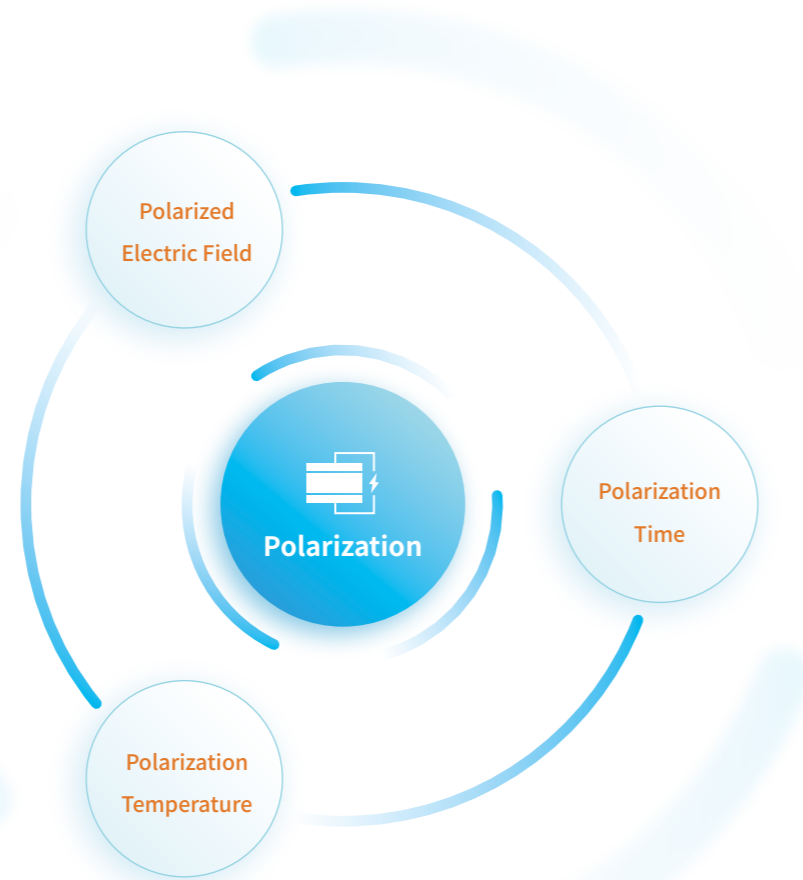 Polarized
Electric Field
Polarization
Time
Polarization
Polarization
Temperature